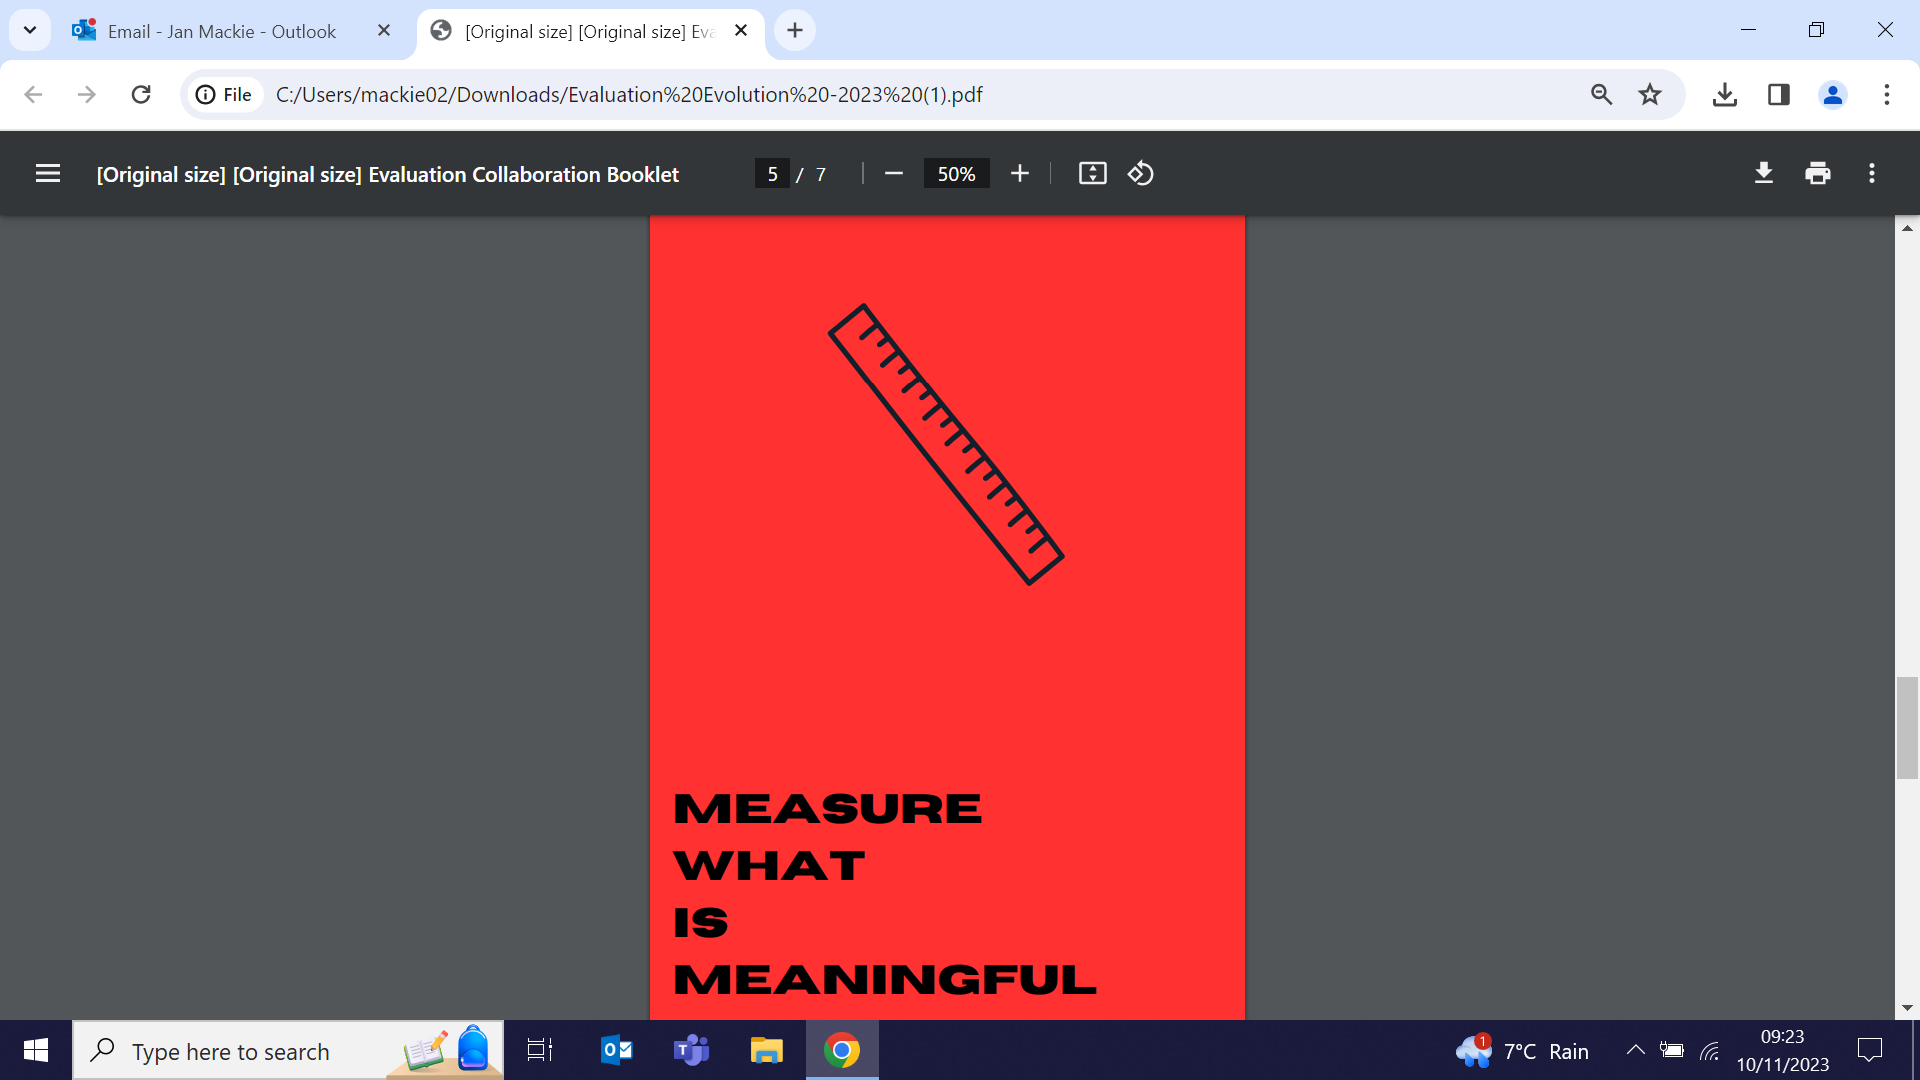 Email - Jan Mackie - Outlook
[Original size] [Original size] Eva
File
C:/Users/mackie02/Downloads/Evaluation%20Evolution%20-2023%20(1).pdf
[Original size] [Original size] Evaluation Collaboration Booklet
5 / 7
50%
MEASURE
WHAT
IS
MEANINGFUL
Type here to search
1
7°C Rain
09:23
10/11/2023